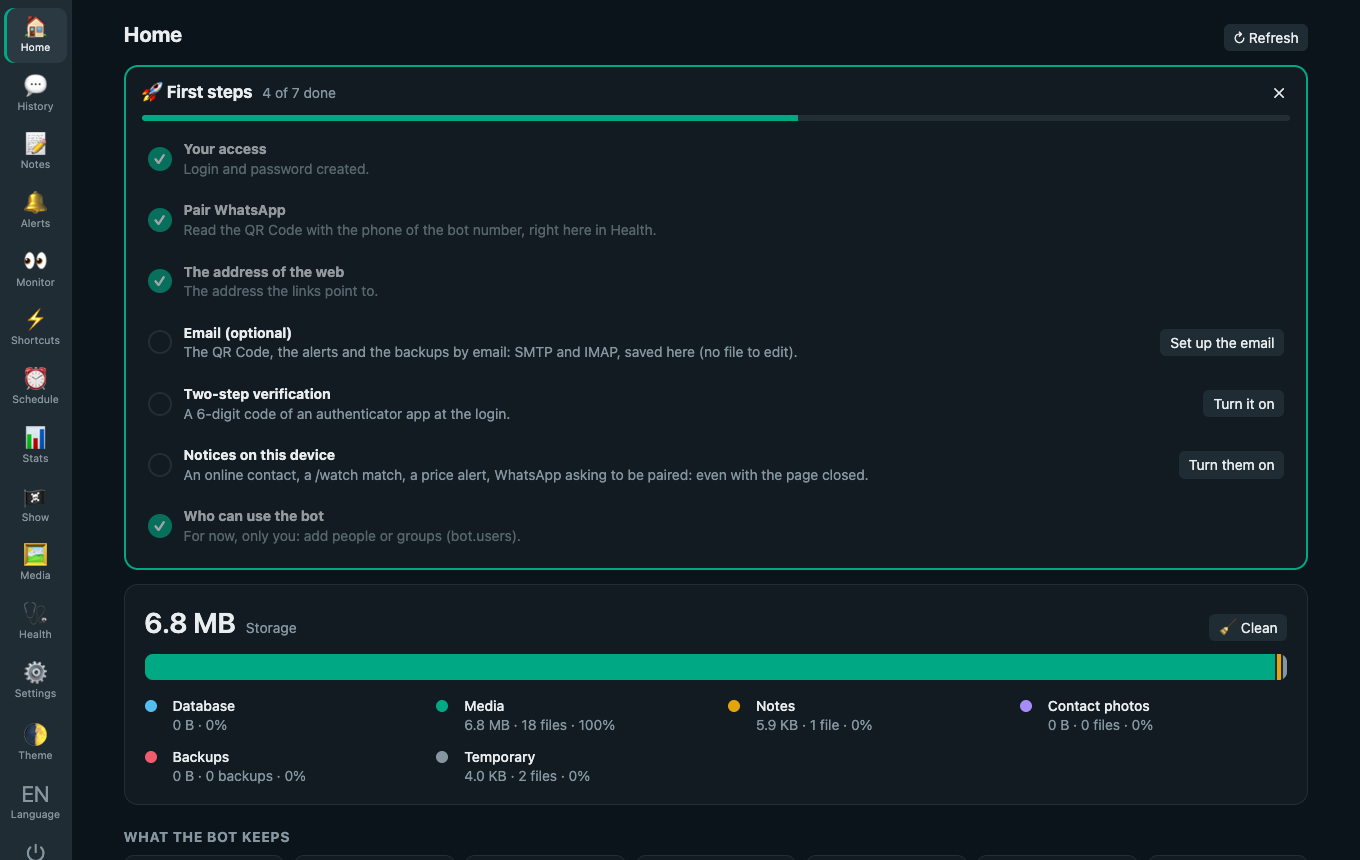 Home
History
Notes
Alerts
Monitor
Shortcuts
Schedule
Stats
Show
Media
Health
Settings
Theme
EN
Language
Home
Refresh
First steps 4 of 7 done
Your access
Login and password created.
Pair WhatsApp
Read the QR Code with the phone of the bot number, right here in Health.
The address of the web
The address the links point to.
Email (optional)
The QR Code, the alerts and the backups by email: SMTP and IMAP, saved here (no file to edit).
Set up the email
Two-step verification
A 6-digit code of an authenticator app at the login.
Turn it on
Notices on this device
An online contact, a /watch match, a price alert, WhatsApp asking to be paired: even with the page closed.
Turn them on
Who can use the bot
For now, only you: add people or groups (bot.users).
6.8 MB Storage
Clean
Database
0 B · 0%
Media
6.8 MB · 18 files · 100%
Notes
5.9 KB · 1 file · 0%
Contact photos
0 B · 0 files · 0%
Backups
0 B · 0 backups · 0%
Temporary
4.0 KB · 2 files · 0%
WHAT THE BOT KEEPS